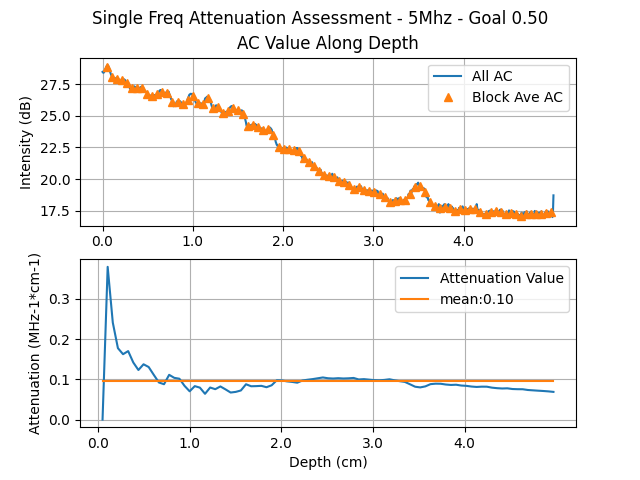 Single Freq Attenuation Assessment - 5Mhz - Goal 0.50
AC Value Along Depth
Intensity (dB)
27.5
25.0
22.5
20.0
17.5
All AC
Block Ave AC
0.0 1.0 2.0 3.0 4.0
Attenuation (MHz-1*cm-1)
0.3
0.2
0.1
0.0
Attenuation Value
mean:0.10
0.0 1.0 2.0 3.0 4.0
Depth (cm)